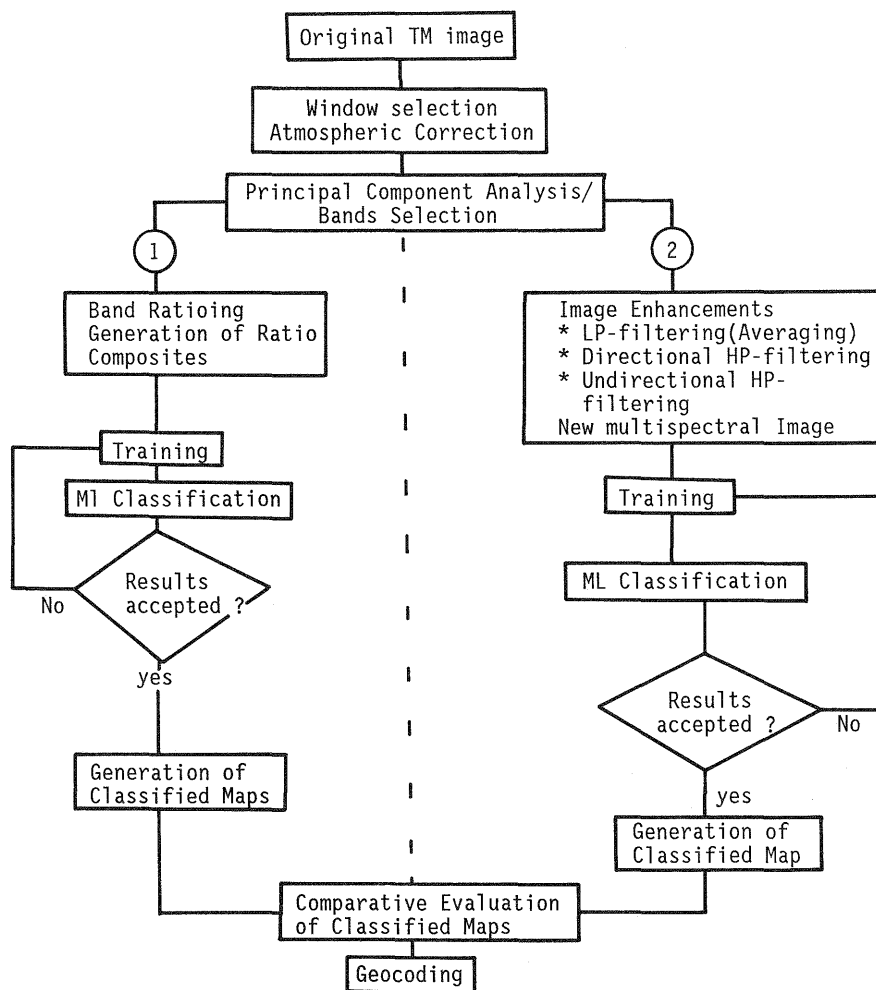 Original TM image
Window selection
Atmospheric Correction
Principal Component Analysis/
Bands Selection
1
Band Ratioing
Generation of Ratio
Composites
Training
Ml Classification
Results
accepted ?
No
yes
Generation of
Classified Maps
2
Image Enhancements
* LP-filtering(Averaging)
* Directional HP-filtering
* Undirectional HP-
filtering
New multispectral Image
Training
ML Classification
Results
accepted ?
No
yes
Generation of
Classified Map
Comparative Evaluation
of Classified Maps
Geocoding